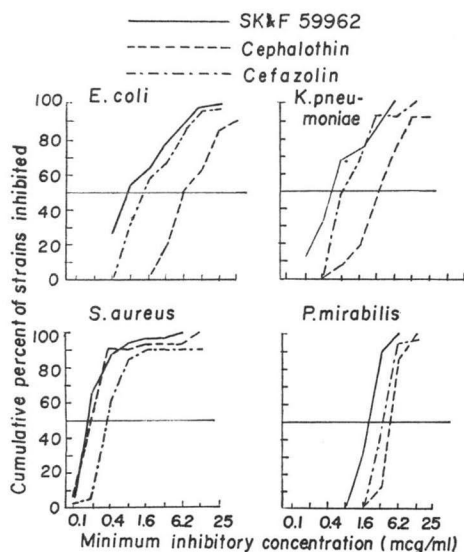 SK&F 59962
Cephalothin
Cefazolin
E. coli
K. pneu-
moniae
100
80
60
40
20
0
S. aureus
P. mirabilis
100
80
60
40
20
0
Cumulative percent of strains inhibited
0.1 0.4 1.6 6.2 25
0.1 0.4 1.6 6.2 25
Minimum inhibitory concentration (mcg/ml)